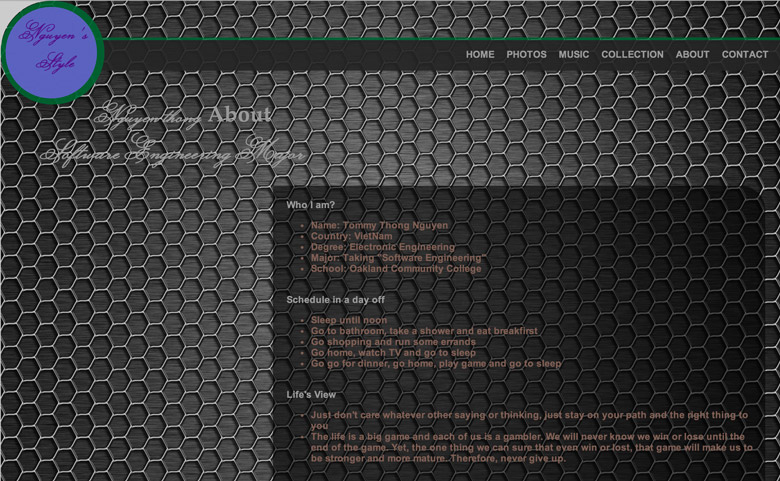 Nguyen's
Style
HOME PHOTOS MUSIC COLLECTION ABOUT CONTACT
Nguyen thong About
Software Engineering Major
Who I am?
• Name: Tommy Thong Nguyen
• Country: VietNam
• Degree: Electronic Engineering
• Major: Taking "Software Engineering"
• School: Oakland Community College
Schedule in a day off
• Sleep until noon
• Go to bathroom, take a shower and eat breakfirst
• Go shopping and run some errands
• Go home, watch TV and go to sleep
• Go go for dinner, go home, play game and go to sleep
Life's View
• Just don't care whatever other saying or thinking, just stay on your path and the right thing to
you
• The life is a big game and each of us is a gambler. We will never know we win or lose until the
end of the game. Yet, the one thing we can sure that even win or lost, that game will make us to
be stronger and more mature. Therefore, never give up.